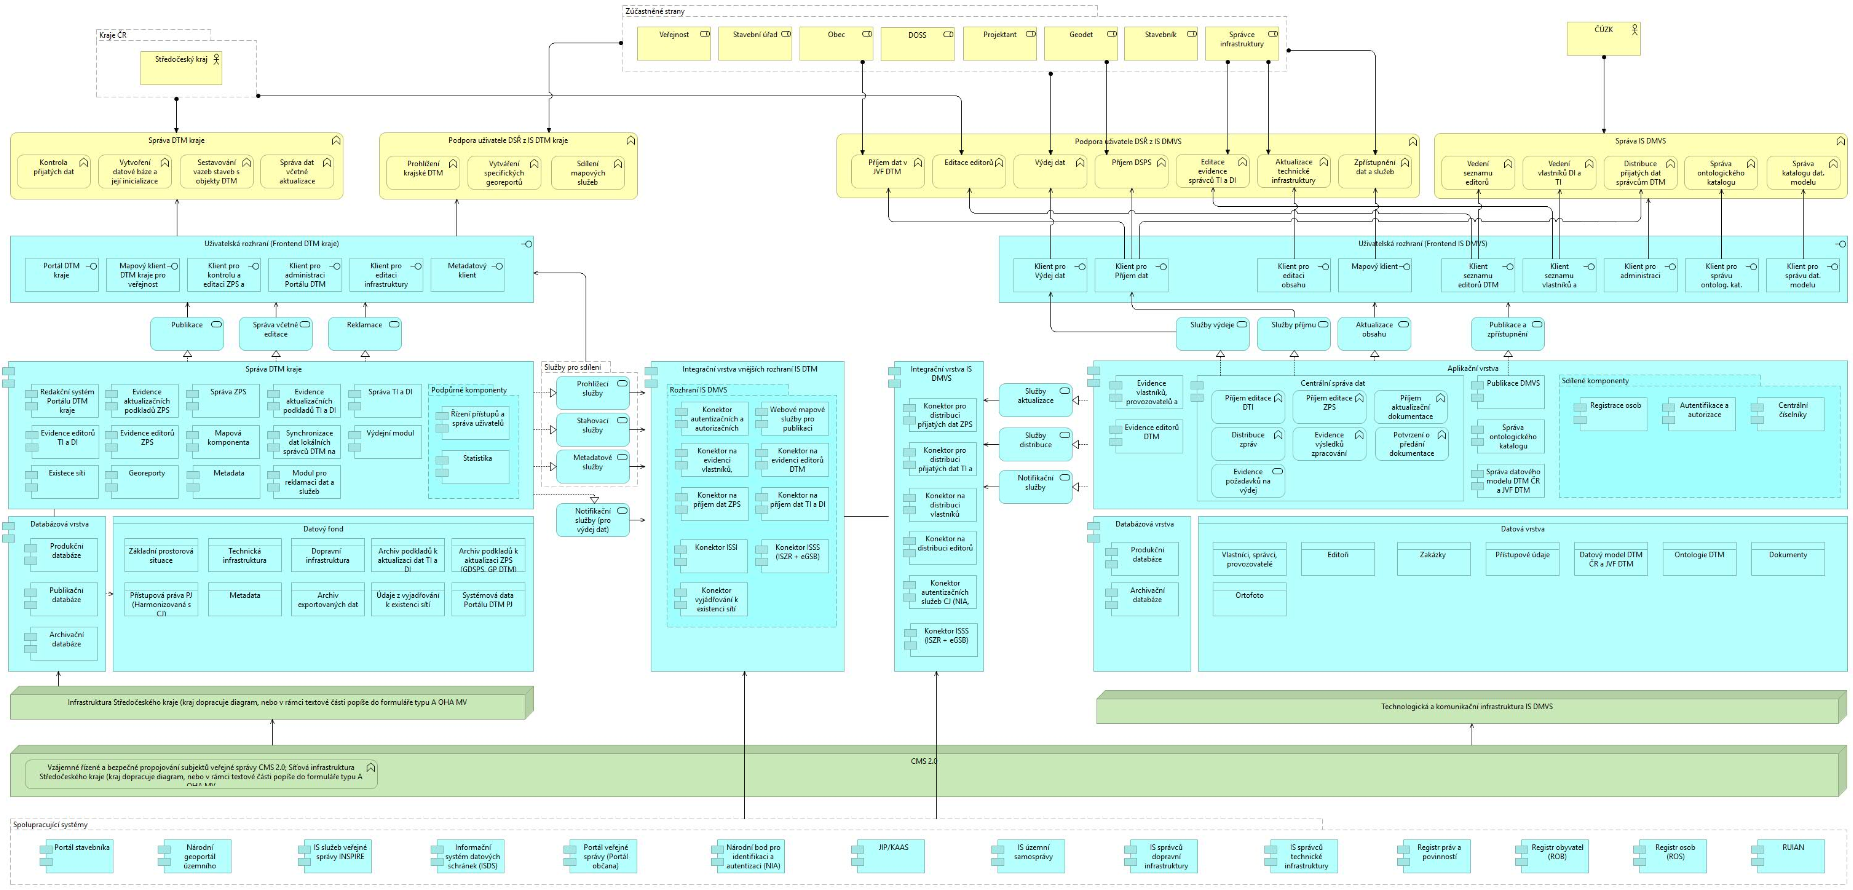 Zúčastněné strany
Veřejnost
Stavební úřad
Obec
DOSS
Projektant
Geodet
Stavebník
Správce
infrastruktury
ČÚZK
Kraje ČR
Středočeský kraj
Správa DTM kraje
Kontrola
přijatých dat
Vytvoření
datové báze a
její inicializace
Sestavování
vazeb staveb s
objekty DTM
Správa dat
včetně
aktualizace
Podpora uživatele DSŘ z IS DTM kraje
Prohlížení
krajské DTM
Vytváření
specifických
georeportů
Sdílení
mapových
služeb
Podpora uživatele DSŘ z IS DMVS
Příjem dat v
JVF DTM
Editace editorů
Výdej dat
Příjem DSPS
Editace
evidence
správců TI a DI
Aktualizace
technické
infrastruktury
Zpřístupnění
dat a služeb
Správa IS DMVS
Vedení
seznamu
editorů
Vedení
vlastníků DI a
TI
Distribuce
přijatých dat
správcům DTM
Správa
ontologického
katalogu
Správa
katalogu dat.
modelu
Uživatelská rozhraní (Frontend DTM kraje)
Portál DTM
kraje
Mapový klient
DTM kraje pro
veřejnost
Klient pro
kontrolu a
editaci ZPS a
Klient pro
administraci
Portálu DTM
Klient pro
editaci
infrastruktury
Metadatový
klient
Uživatelská rozhraní (Frontend IS DMVS)
Klient pro
Výdej dat
Klient pro
Příjem dat
Klient pro
editaci
obsahu
Mapový klient
Klient
seznamu
editorů DTM
Klient
seznamu
vlastníků a
Klient pro
administraci
Klient pro
správu
ontolog. kat.
Klient pro
správu dat.
modelu
Publikace
Správa včetně
editace
Reklamace
Služby výdeje
Služby příjmu
Aktualizace
obsahu
Publikace a
zpřístupnění
Správa DTM kraje
Redakční systém
Portálu DTM
kraje
Evidence
aktualizačních
podkladů ZPS
Správa ZPS
Evidence
aktualizačních
podkladů TI a DI
Správa TI a DI
Evidence editorů
TI a DI
Evidence editorů
ZPS
Mapová
komponenta
Synchronizace
dat lokálních
správců DTM na
Výdejní modul
Existece síti
Georeporty
Metadata
Modul pro
reklamaci dat a
služeb
Podpůrné komponenty
Řízení přístupů a
správa uživatelů
Statistika
Služby pro sdílení
Prohlížecí
služby
Stahovací
služby
Metadatové
služby
Notifikační
služby (pro
výdej dat)
Integrační vrstva vnějších rozhraní IS DTM
Rozhraní IS DMVS
Konektor
autentizačních a
autorizačních
Webové mapové
služby pro
publikaci
Konektor
na evidenci
vlastníků,
Konektor
na evidenci editorů
DTM
Konektor na
příjem dat ZPS
Konektor na
příjem dat TI a DI
Konektor ISSI
Konektor ISSS
(ISZR + eGSB)
Konektor
vyjádřování k
existenci sítí
Integrační vrstva IS
DMVS
Konektor pro
distribuci
přijatých dat ZPS
Konektor pro
distribuci
přijatých dat TI a
Konektor na
distribuci
vlastníků
Konektor na
distribuci editorů
Konektor
autentizačních
služeb CJ (NIA,
Konektor ISSS
(ISZR + eGSB)
Služby
aktualizace
Služby
distribuce
Notifikační
služby
Aplikační vrstva
Evidence
vlastníků,
provozovatelů a
Evidence editorů
DTM
Centrální správa dat
Příjem editace
DTI
Příjem editace
ZPS
Příjem
aktualizační
dokumentace
Distribuce
zpráv
Evidence
výsledků
zpracování
Potvrzení o
předání
dokumentace
Evidence
požadavků na
výdej
Publikace DMVS
Správa
ontologického
katalogu
Správa datového
modelu DTM ČR
a JVF DTM
Sdílené komponenty
Registrace osob
Autentifikace a
autorizace
Centrální
číselníky
Databázová vrstva
Produkční
databáze
Publikační
databáze
Archivační
databáze
Datový fond
Základní prostorová
situace
Technická
infrastruktura
Dopravní
infrastruktura
Archiv podkladů k
aktualizaci dat TI a
DI
Archiv podkladů k
aktualizaci ZPS
(GDSPS, GP DTM)
Přístupová práva PJ
(Harmonizovaná s
CJ)
Metadata
Archiv
exportovaných dat
Údaje z vyjadřování
k existenci sítí
Systémová data
Portálu DTM PJ
Databázová vrstva
Produkční
databáze
Archivační
databáze
Datová vrstva
Vlastníci, správci,
provozovatelé
Editoři
Zakázky
Přístupové údaje
Datový model DTM
ČR a JVF DTM
Ontologie DTM
Dokumenty
Ortofoto
Infrastruktura Středočeského kraje (kraj dopracuje diagram, nebo v rámci textové části popíše do formuláře typu A OHA MV
Technologická a komunikační infrastruktura IS DMVS
CMS 2.0
Vzájemné řízené a bezpečné propojování subjektů veřejné správy CMS 2.0; Síťová infrastruktura
Středočeského kraje (kraj dopracuje diagram, nebo v rámci textové části popíše do formuláře typu A
OHA MV
Spolupracující systémy
Portál stavebníka
Národní
geoportál
územního
IS služeb veřejné
správy INSPIRE
Informační
systém datových
schránek (ISDS)
Portál veřejné
správy (Portál
občana)
Národní bod pro
identifikaci a
autentizaci (NIA)
JIP/KAAS
IS územní
samosprávy
IS správců
dopravní
infrastruktury
IS správců
technické
infrastruktury
Registr práv a
povinností
Registr obyvatel
(ROB)
Registr osob
(ROS)
RUIAN